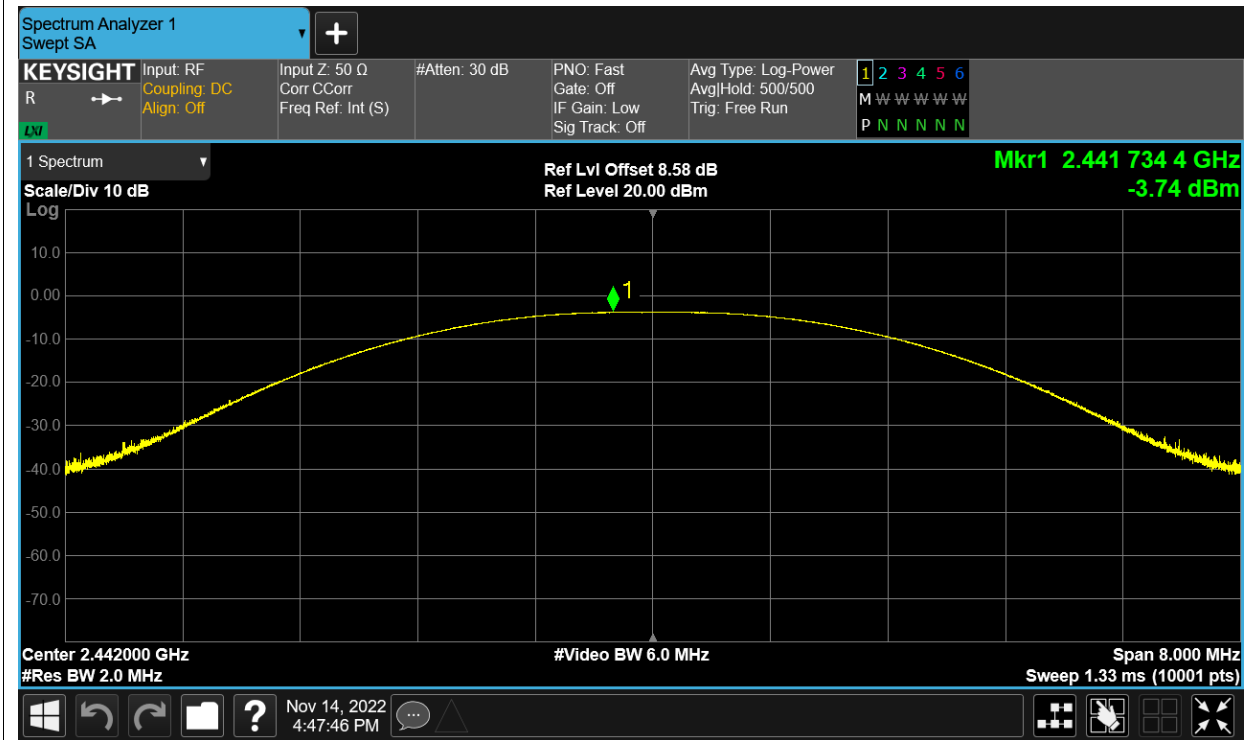 Spectrum Analyzer 1
Swept SA
+
KEYSIGHT
R
LXI
Input: RF
Coupling: DC
Align: Off
Input Z: 50 Ω
Corr CCorr
Freq Ref: Int (S)
#Atten: 30 dB
PNO: Fast
Gate: Off
IF Gain: Low
Sig Track: Off
Avg Type: Log-Power
Avg|Hold: 500/500
Trig: Free Run
1 2 3 4 5 6
M W W W W W
P N N N N N
1 Spectrum
Scale/Div 10 dB
Log
Ref Lvl Offset 8.58 dB
Ref Level 20.00 dBm
Mkr1 2.441 734 4 GHz
-3.74 dBm
10.0
0.00
-10.0
-20.0
-30.0
-40.0
-50.0
-60.0
-70.0
1
Center 2.442000 GHz
#Res BW 2.0 MHz
#Video BW 6.0 MHz
Span 8.000 MHz
Sweep 1.33 ms (10001 pts)
?
Nov 14, 2022
4:47:46 PM